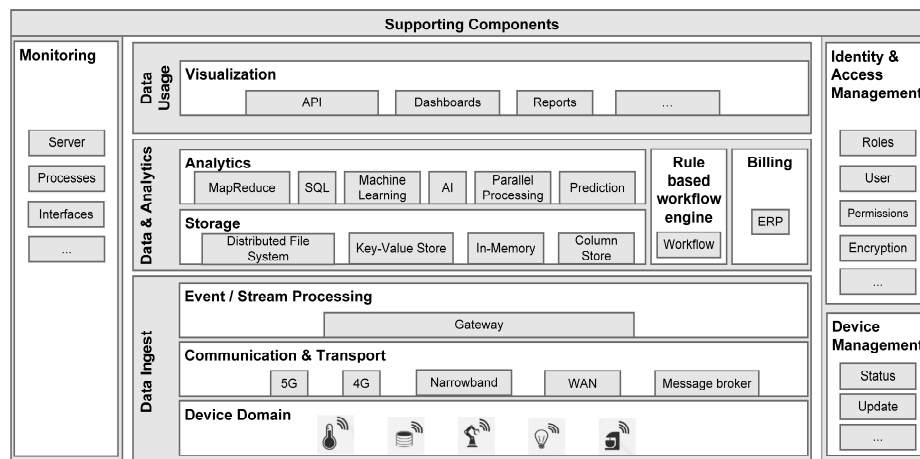 Supporting Components
Monitoring
Server
Processes
Interfaces
...
Data
Usage
Visualization
API
Dashboards
Reports
...
Data & Analytics
Analytics
MapReduce
SQL
Machine
Learning
AI
Parallel
Processing
Prediction
Storage
Distributed File
System
Key-Value Store
In-Memory
Column
Store
Rule
based
workflow
engine
Workflow
Billing
ERP
Data Ingest
Event / Stream Processing
Gateway
Communication & Transport
5G
4G
Narrowband
WAN
Message broker
Device Domain
Identity &
Access
Management
Roles
User
Permissions
Encryption
...
Device
Management
Status
Update
...